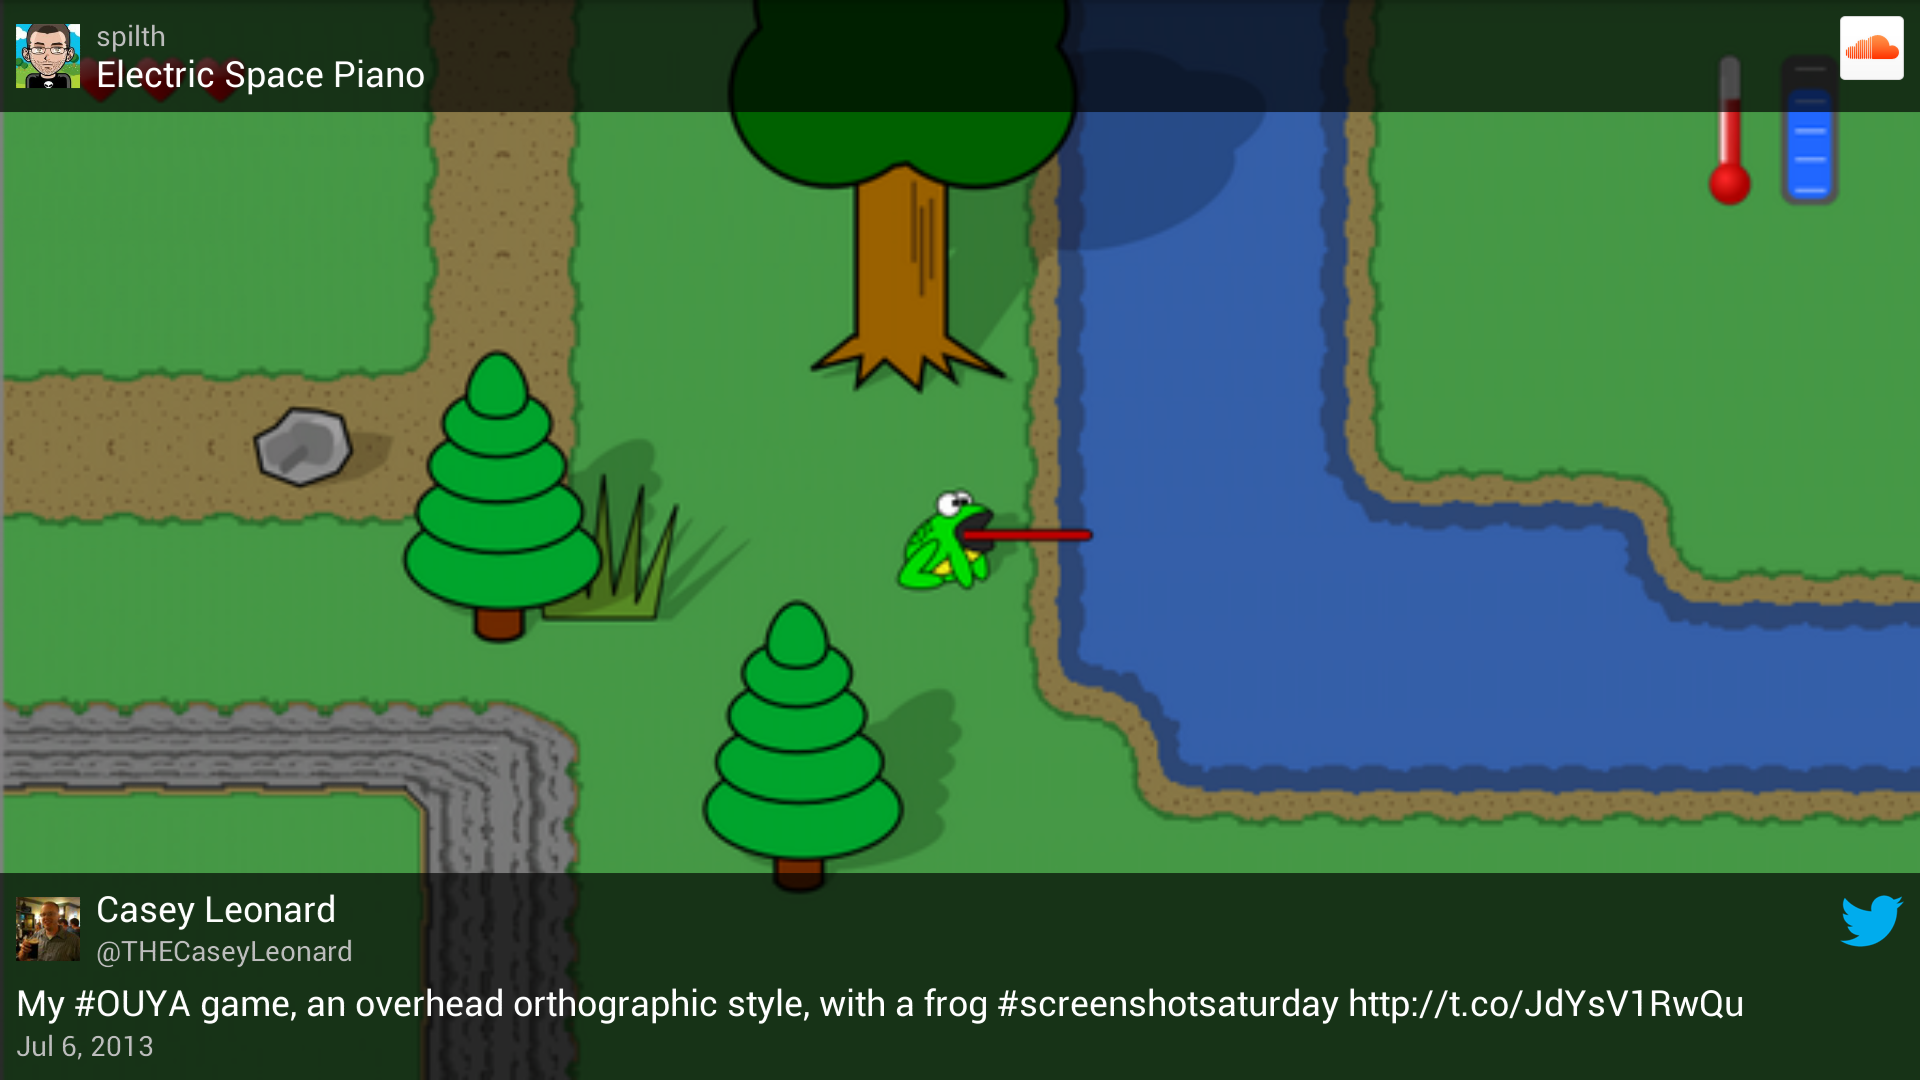 spilth
Electric Space Piano
Casey Leonard
@THECaseyLeonard
My #OUYA game, an overhead orthographic style, with a frog #screenshotsaturday http://t.co/JdYsV1RwQu
Jul 6, 2013